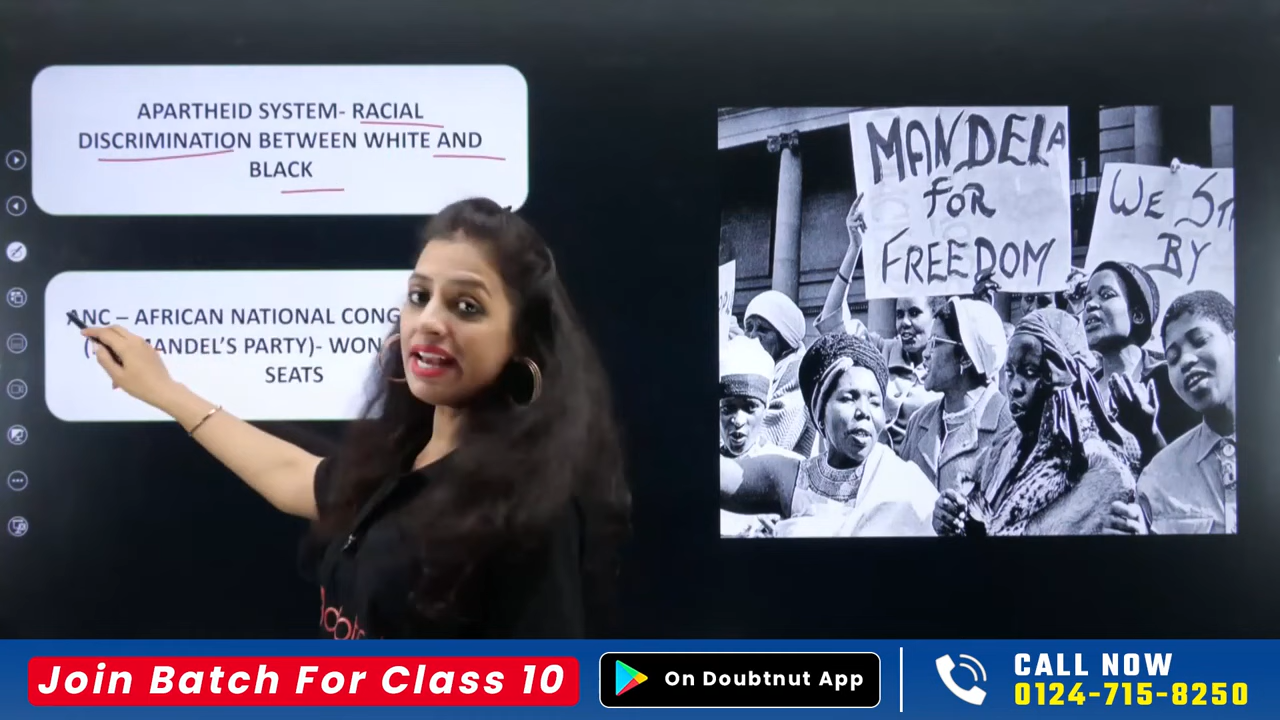 APARTHEID SYSTEM- RACIAL
DISCRIMINATION BETWEEN WHITE AND
BLACK
ANC – AFRICAN NATIONAL CONG
MANDEL'S PARTY)- WON
SEATS
MANDELA
FOR
FREEDOM
WE
BY
Join Batch For Class 10
On Doubtnut App
CALL NOW
0124-715-8250